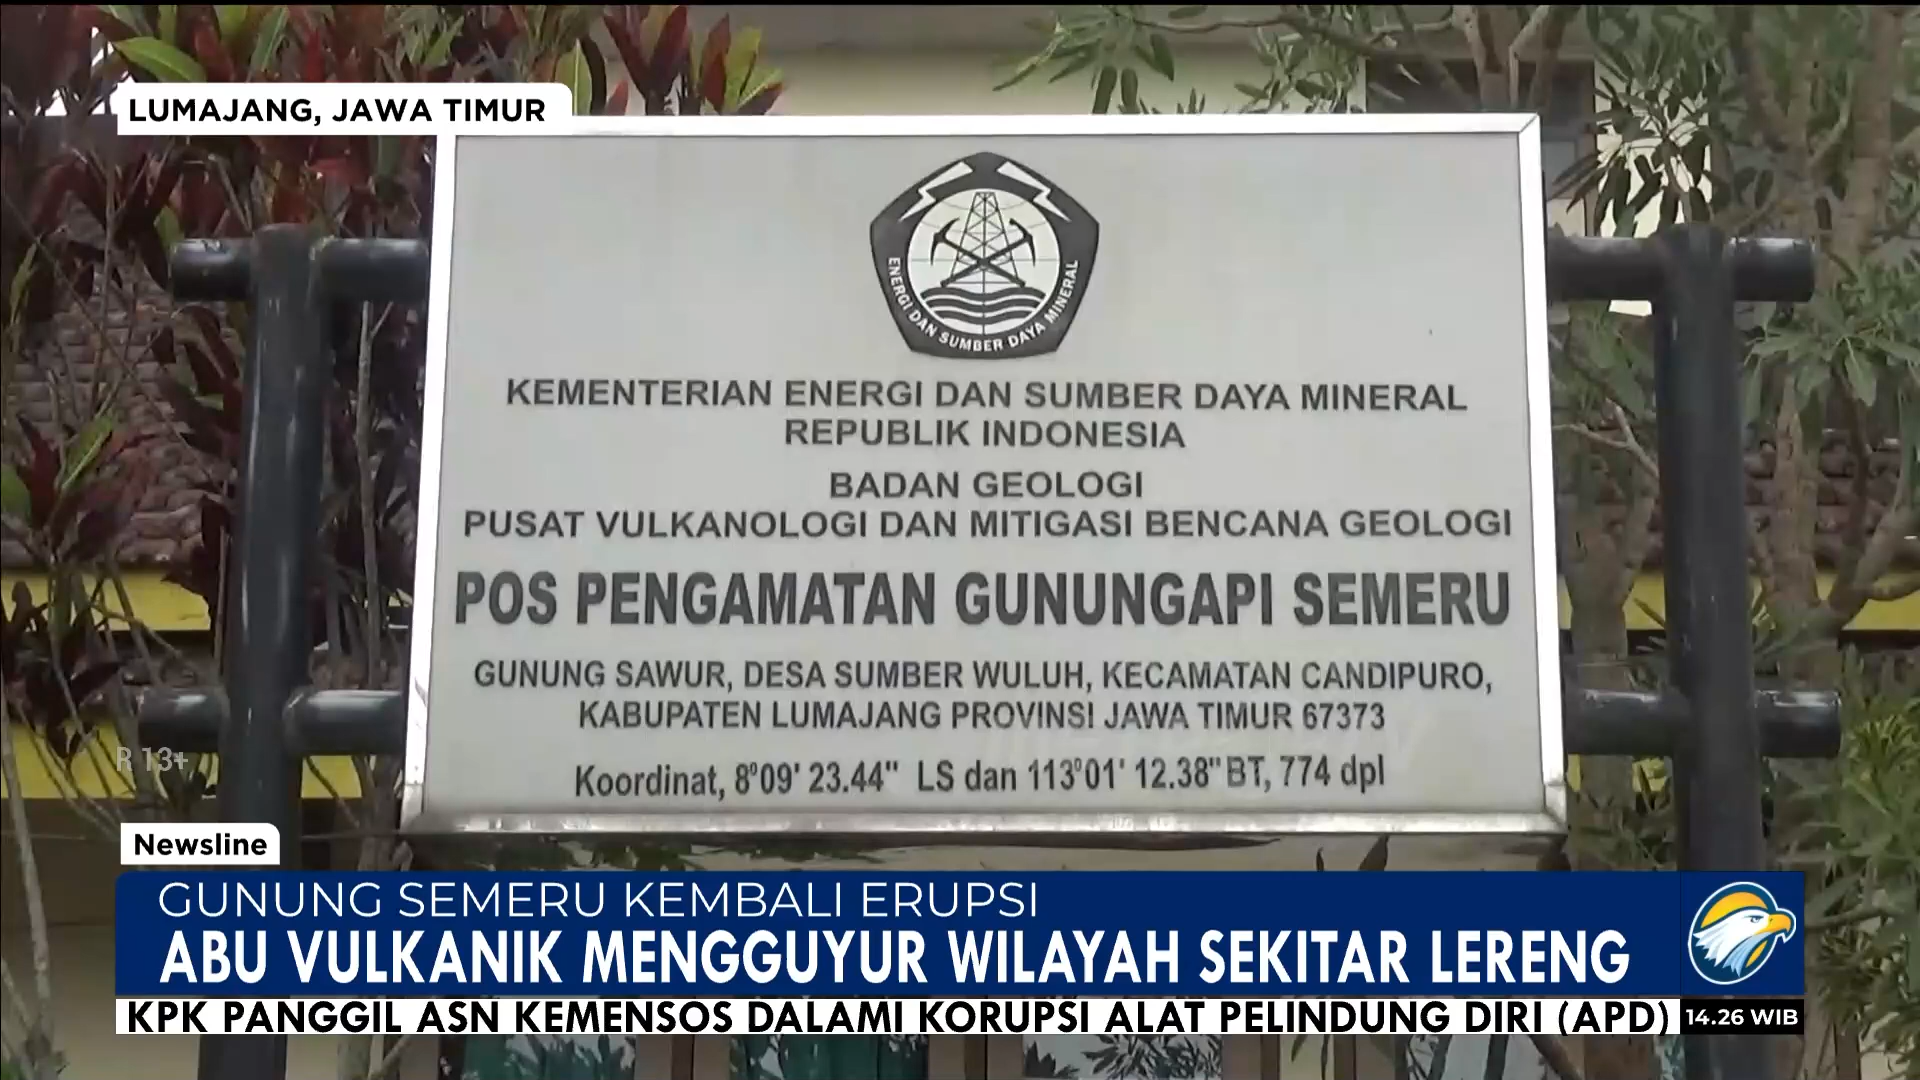 LUMAJANG, JAWA TIMUR
ENERGI DAN SUMBER DAYA MINERAL
KEMENTERIAN ENERGI DAN SUMBER DAYA MINERAL
REPUBLIK INDONESIA
BADAN GEOLOGI
PUSAT VULKANOLOGI DAN MITIGASI BENCANA GEOLOGI
POS PENGAMATAN GUNUNGAPI SEMERU
GUNUNG SAWUR, DESA SUMBER WULUH, KECAMATAN CANDIPURO,
KABUPATEN LUMAJANG PROVINSI JAWA TIMUR 67373
Koordinat, 8°09' 23.44" LS dan 113°01' 12.38" BT, 774 dpl
R 13+
Newsline
GUNUNG SEMERU KEMBALI ERUPSI
ABU VULKANIK MENGGUYUR WILAYAH SEKITAR LERENG
KPK PANGGIL ASN KEMENSOS DALAMI KORUPSI ALAT PELINDUNG DIRI (APD)
14.26 WIB